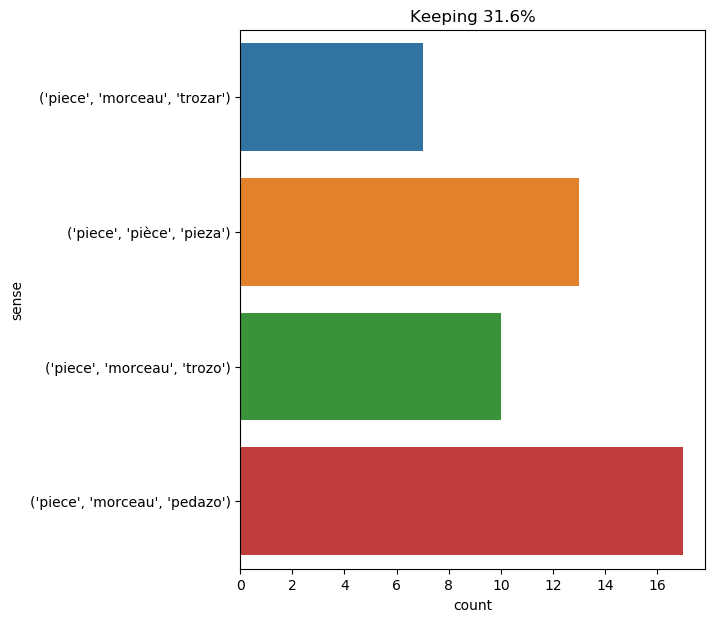 Keeping 31.6%
('piece', 'morceau', 'trozar')
('piece', 'pièce', 'pieza')
('piece', 'morceau', 'trozo')
('piece', 'morceau', 'pedazo')
sense
0 2 4 6 8 10 12 14 16
count